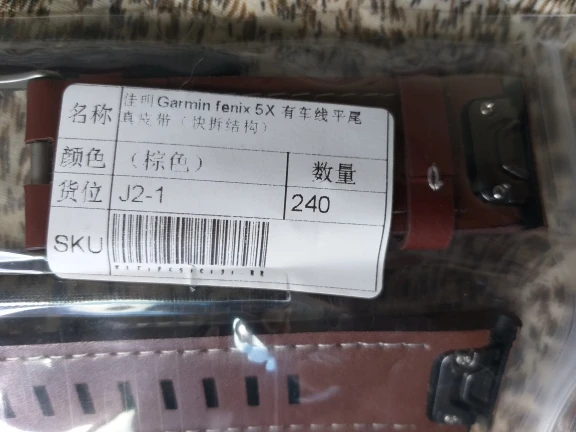 名称 佳明Garmin fenix 5X 有车线平尾
真皮带（快拆结构）
颜色 （棕色） 数量
货位 J2-1 240
SKU